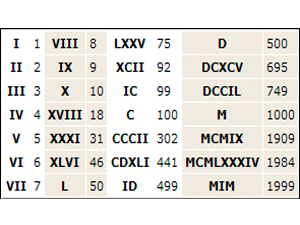 I 1 VIII 8 LXXV 75 D 500
II 2 IX 9 XCII 92 DCXCV 695
III 3 X 10 IC 99 DCCIL 749
IV 4 XVIII 18 C 100 M 1000
V 5 XXXI 31 CCCII 302 MCMIX 1909
VI 6 XLVI 46 CDXLI 441 MCMLXXXIV 1984
VII 7 L 50 ID 499 MIM 1999